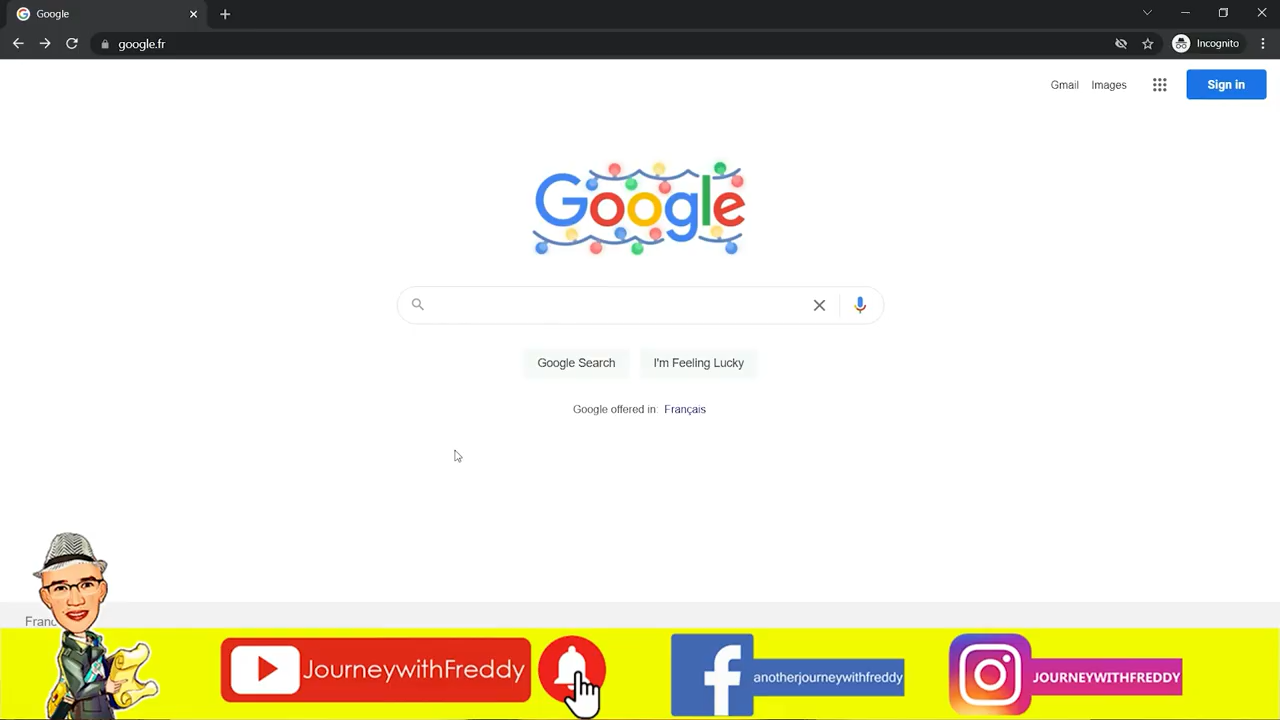 Google
google.fr
Incognito
Gmail Images Sign in
Google
Google Search I'm Feeling Lucky
Google offered in: Français
JourneywithFreddy
anotherjourneywithfreddy
JOURNEYWITHFREDDY